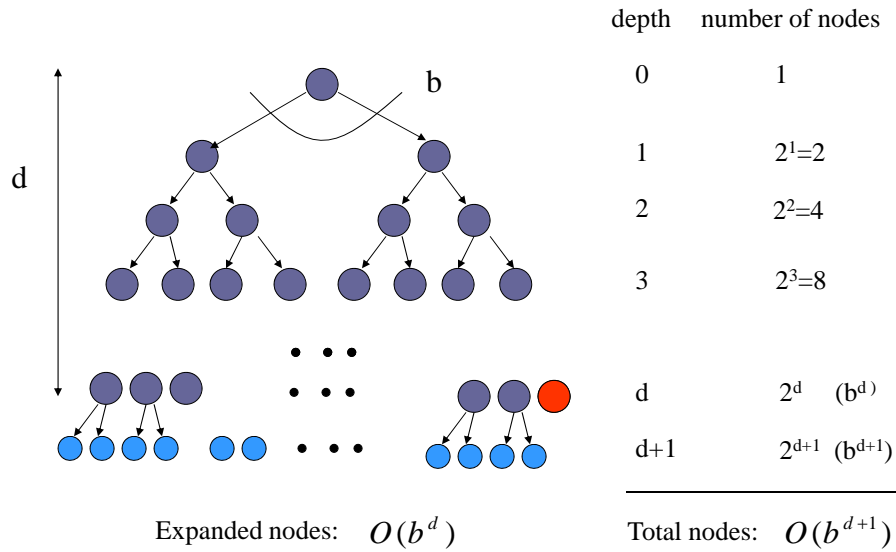 depth number of nodes
b 0 1
d 1 2¹=2
2 2²=4
3 2³=8
d 2ᵈ (bᵈ)
d+1 2ᵈ⁺¹ (bᵈ⁺¹)
Expanded nodes: O(bᵈ) Total nodes: O(bᵈ⁺¹)